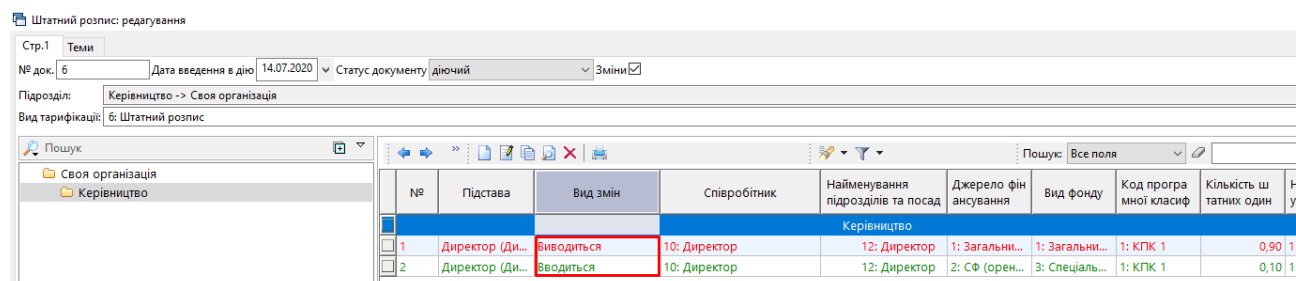 Штатний розпис: редагування
Стр.1 Теми
№ док. 6 Дата введення в дію 14.07.2020 Статус документу діючий Зміни
Підрозділ: Керівництво -> Своя організація
Вид тарифікації: 6: Штатний розпис
Пошук Пошук: Все поля
Своя організація
Керівництво
№ Підстава Вид змін Співробітник Найменування підрозділів та посад Джерело фін ансування Вид фонду Код програ мної класиф Кількість ш татних один
Керівництво
1 Директор (Ди... Виводиться 10: Директор 12: Директор 1: Загальни... 1: Загальни... 1: КПК 1 0,90 1
2 Директор (Ди... Вводиться 10: Директор 12: Директор 2: СФ (орен... 3: Спеціаль... 1: КПК 1 0,10 1